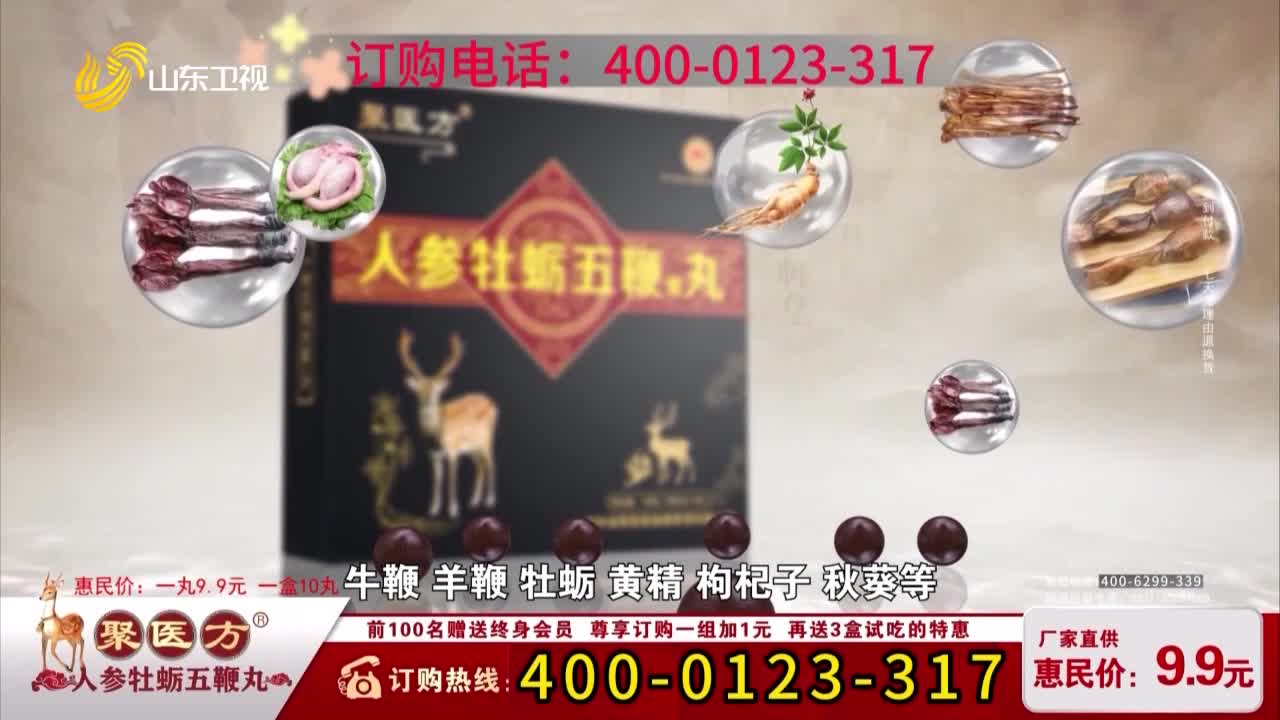 山东卫视
订购电话：400-0123-317
聚医方
人参牡蛎五鞭丸
理由退换货
牛鞭 羊鞭 牡蛎 黄精 枸杞子 秋葵等
400-6299-339
惠民价：一丸9.9元 一盒10丸
聚医方®
人参牡蛎五鞭丸
前100名赠送终身会员 尊享订购一组加1元 再送3盒试吃的特惠
订购热线：400-0123-317
厂家直供
惠民价：9.9元